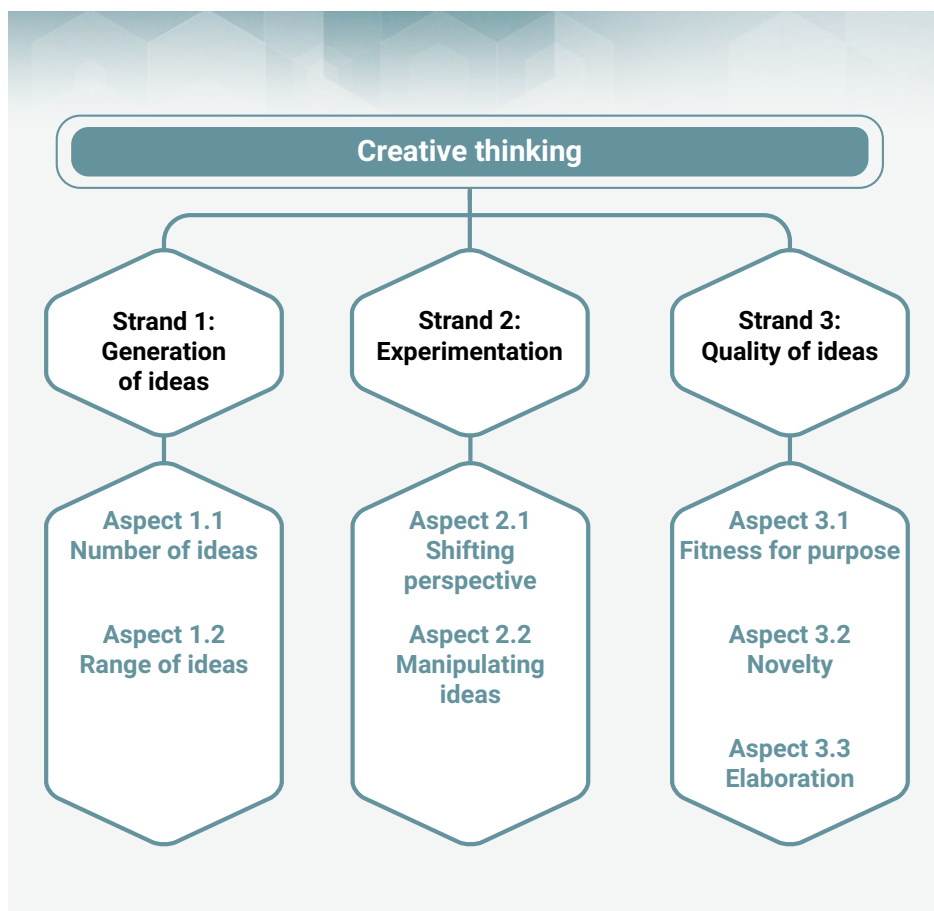 Creative thinking
Strand 1:
Generation
of ideas
Strand 2:
Experimentation
Strand 3:
Quality of ideas
Aspect 1.1
Number of ideas
Aspect 1.2
Range of ideas
Aspect 2.1
Shifting
perspective
Aspect 2.2
Manipulating
ideas
Aspect 3.1
Fitness for purpose
Aspect 3.2
Novelty
Aspect 3.3
Elaboration